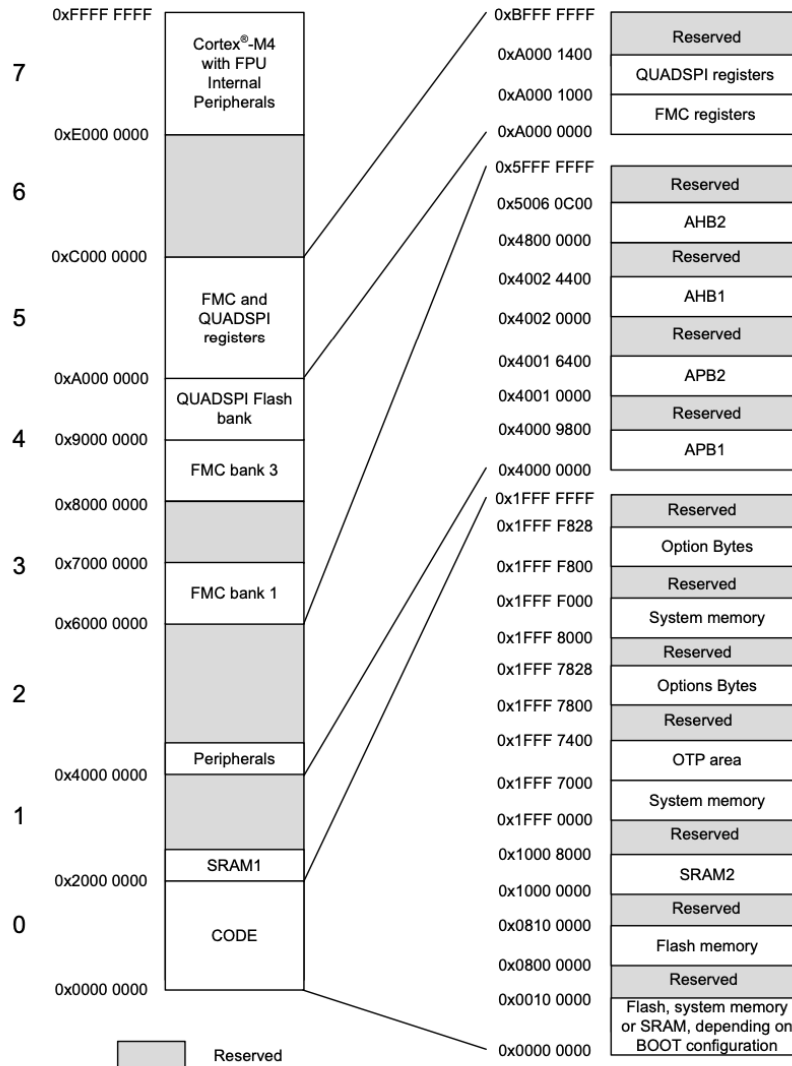 0xFFFF FFFF
7
Cortex®-M4
with FPU
Internal
Peripherals
0xE000 0000
6
0xC000 0000
5
FMC and
QUADSPI
registers
0xA000 0000
QUADSPI Flash
bank
4
0x9000 0000
FMC bank 3
0x8000 0000
3
0x7000 0000
FMC bank 1
0x6000 0000
2
Peripherals
0x4000 0000
1
SRAM1
0x2000 0000
0
CODE
0x0000 0000
Reserved
0xBFFF FFFF
Reserved
0xA000 1400
QUADSPI registers
0xA000 1000
FMC registers
0xA000 0000
0x5FFF FFFF
Reserved
0x5006 0C00
AHB2
0x4800 0000
Reserved
0x4002 4400
AHB1
0x4002 0000
Reserved
0x4001 6400
APB2
0x4001 0000
Reserved
0x4000 9800
APB1
0x4000 0000
0x1FFF FFFF
Reserved
0x1FFF F828
Option Bytes
0x1FFF F800
Reserved
0x1FFF F000
System memory
0x1FFF 8000
Reserved
0x1FFF 7828
Options Bytes
0x1FFF 7800
Reserved
0x1FFF 7400
OTP area
0x1FFF 7000
System memory
0x1FFF 0000
Reserved
0x1000 8000
SRAM2
0x1000 0000
Reserved
0x0810 0000
Flash memory
0x0800 0000
Reserved
0x0010 0000
Flash, system memory
or SRAM, depending on
BOOT configuration
0x0000 0000